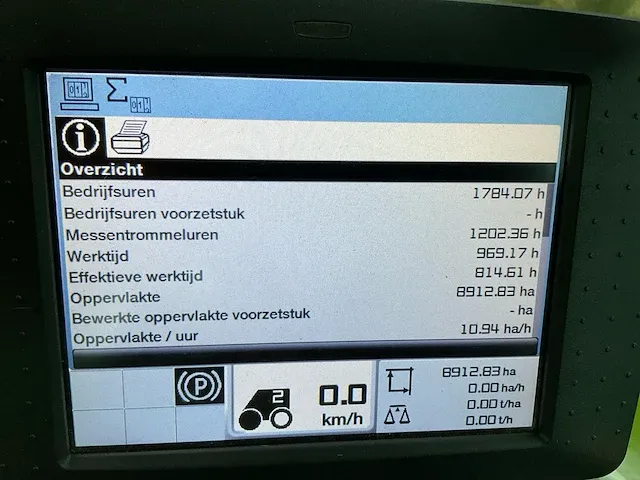 Overzicht
Bedrijfsuren 1784.07 h
Bedrijfsuren voorzetstuk - h
Messentrommeluren 1202.36 h
Werktijd 969.17 h
Effektieve werktijd 814.61 h
Oppervlakte 8912.83 ha
Bewerkte oppervlakte voorzetstuk - ha
Oppervlakte / uur 10.94 ha/h
P
2
0.0
km/h
8912.83 ha
0.00 ha/h
0.00 t/ha
0.00 t/h